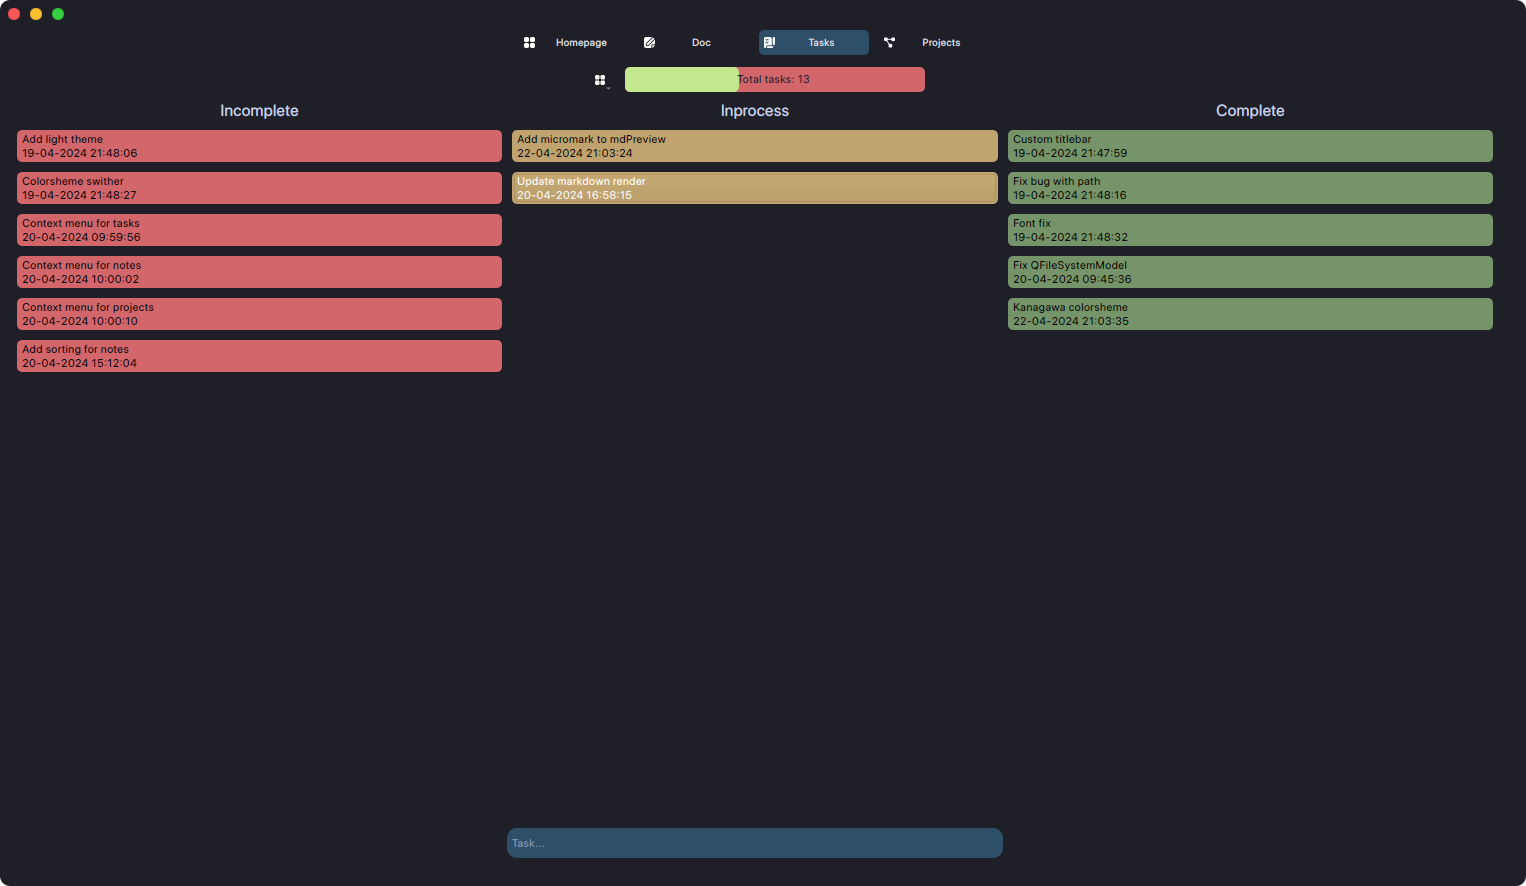 Homepage
Doc
Tasks
Projects
Total tasks: 13
Incomplete
Add light theme
19-04-2024 21:48:06
Colorsheme swither
19-04-2024 21:48:27
Context menu for tasks
20-04-2024 09:59:56
Context menu for notes
20-04-2024 10:00:02
Context menu for projects
20-04-2024 10:00:10
Add sorting for notes
20-04-2024 15:12:04
Inprocess
Add micromark to mdPreview
22-04-2024 21:03:24
Update markdown render
20-04-2024 16:58:15
Complete
Custom titlebar
19-04-2024 21:47:59
Fix bug with path
19-04-2024 21:48:16
Font fix
19-04-2024 21:48:32
Fix QFileSystemModel
20-04-2024 09:45:36
Kanagawa colorsheme
22-04-2024 21:03:35
Task...